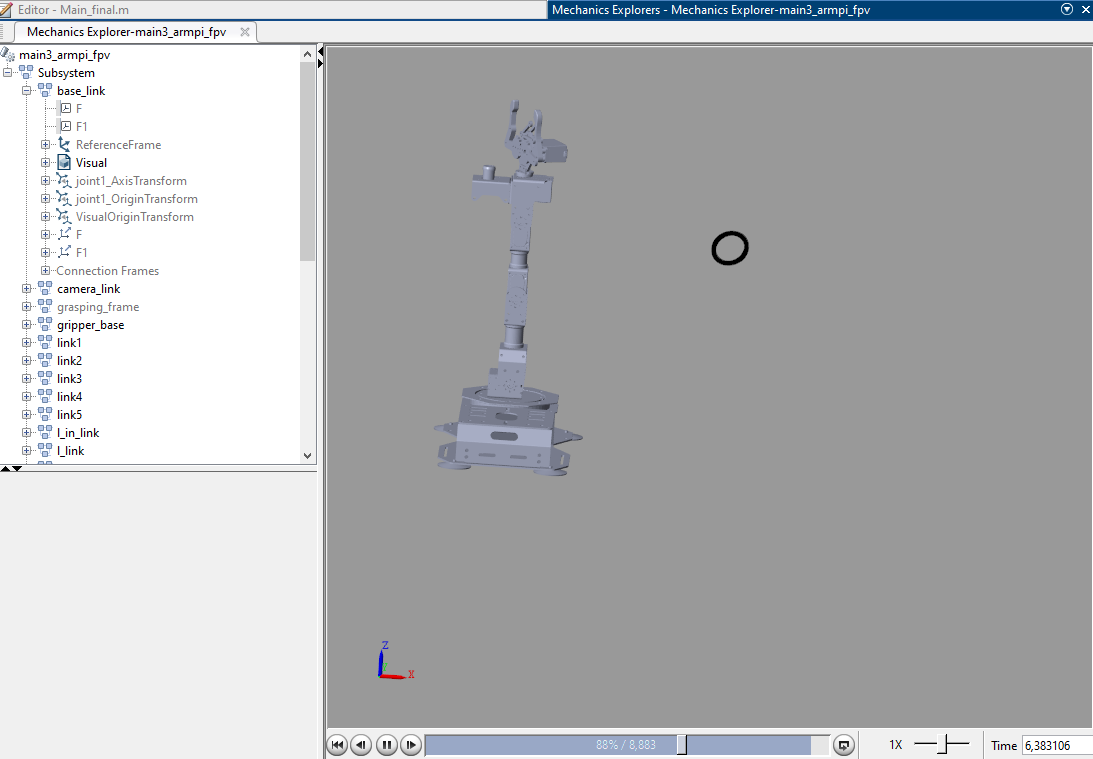 Editor - Main_final.m
Mechanics Explorers - Mechanics Explorer-main3_armpi_fpv
Mechanics Explorer-main3_armpi_fpv
main3_armpi_fpv
Subsystem
base_link
F
F1
ReferenceFrame
Visual
joint1_AxisTransform
joint1_OriginTransform
VisualOriginTransform
F
F1
Connection Frames
camera_link
grasping_frame
gripper_base
link1
link2
link3
link4
link5
l_in_link
l_link
Z
X
88% / 8,883
1X
Time 6,383106